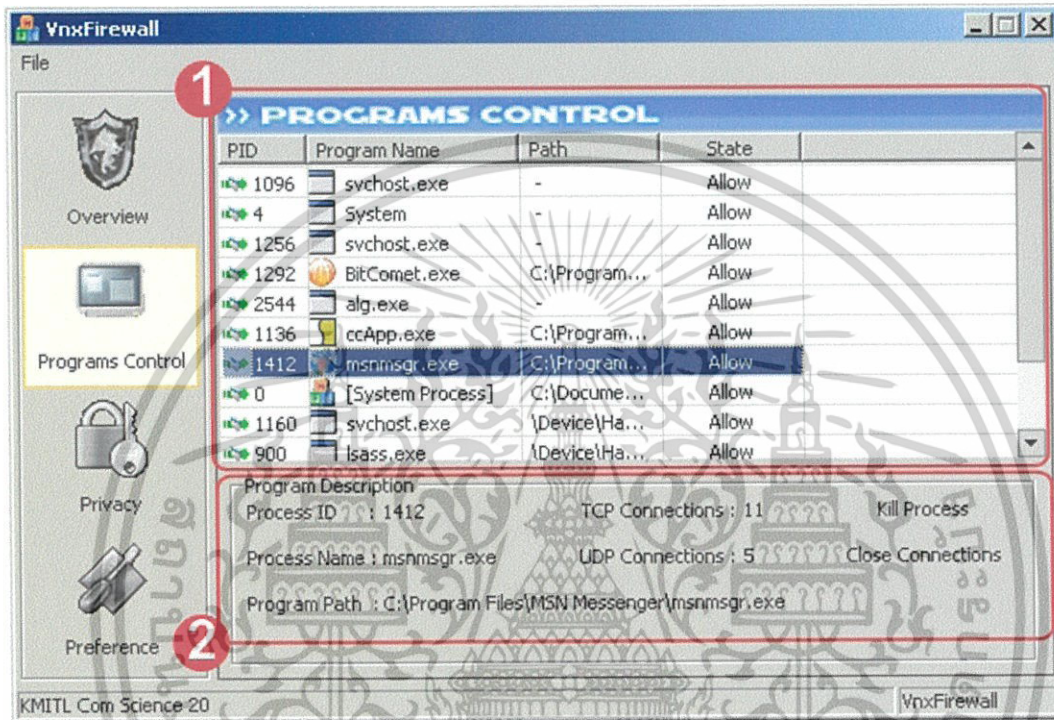 VnxFirewall
File
1
>> PROGRAMS CONTROL
PID Program Name Path State
1096 svchost.exe - Allow
4 System - Allow
1256 svchost.exe - Allow
1292 BitComet.exe C:\Program... Allow
2544 alg.exe - Allow
1136 ccApp.exe C:\Program... Allow
1412 msnmsgr.exe C:\Program... Allow
0 [System Process] C:\Docume... Allow
1160 svchost.exe \Device\Ha... Allow
900 lsass.exe \Device\Ha... Allow
Overview
Programs Control
Privacy
Preference
2
Program Description
Process ID : 1412 TCP Connections : 11 Kill Process
Process Name : msnmsgr.exe UDP Connections : 5 Close Connections
Program Path : C:\Program Files\MSN Messenger\msnmsgr.exe
KMITL Com Science 20 VnxFirewall